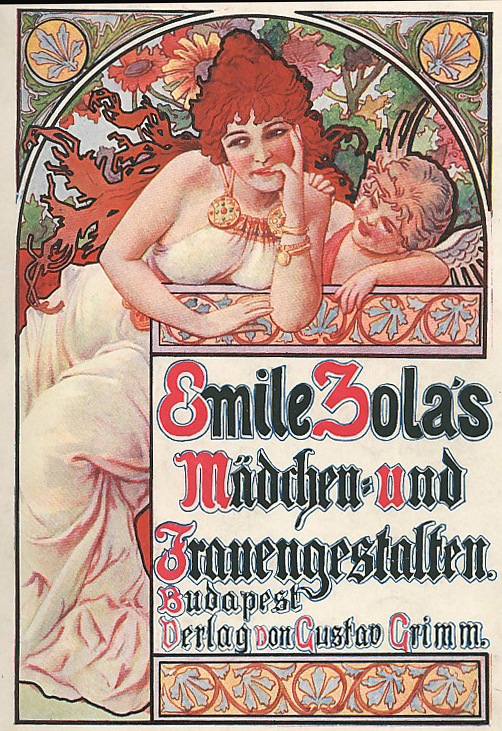 Emile Zola's
Mädchen- und
Frauengestalten.
Budapest
Verlag von Gustav Grimm.